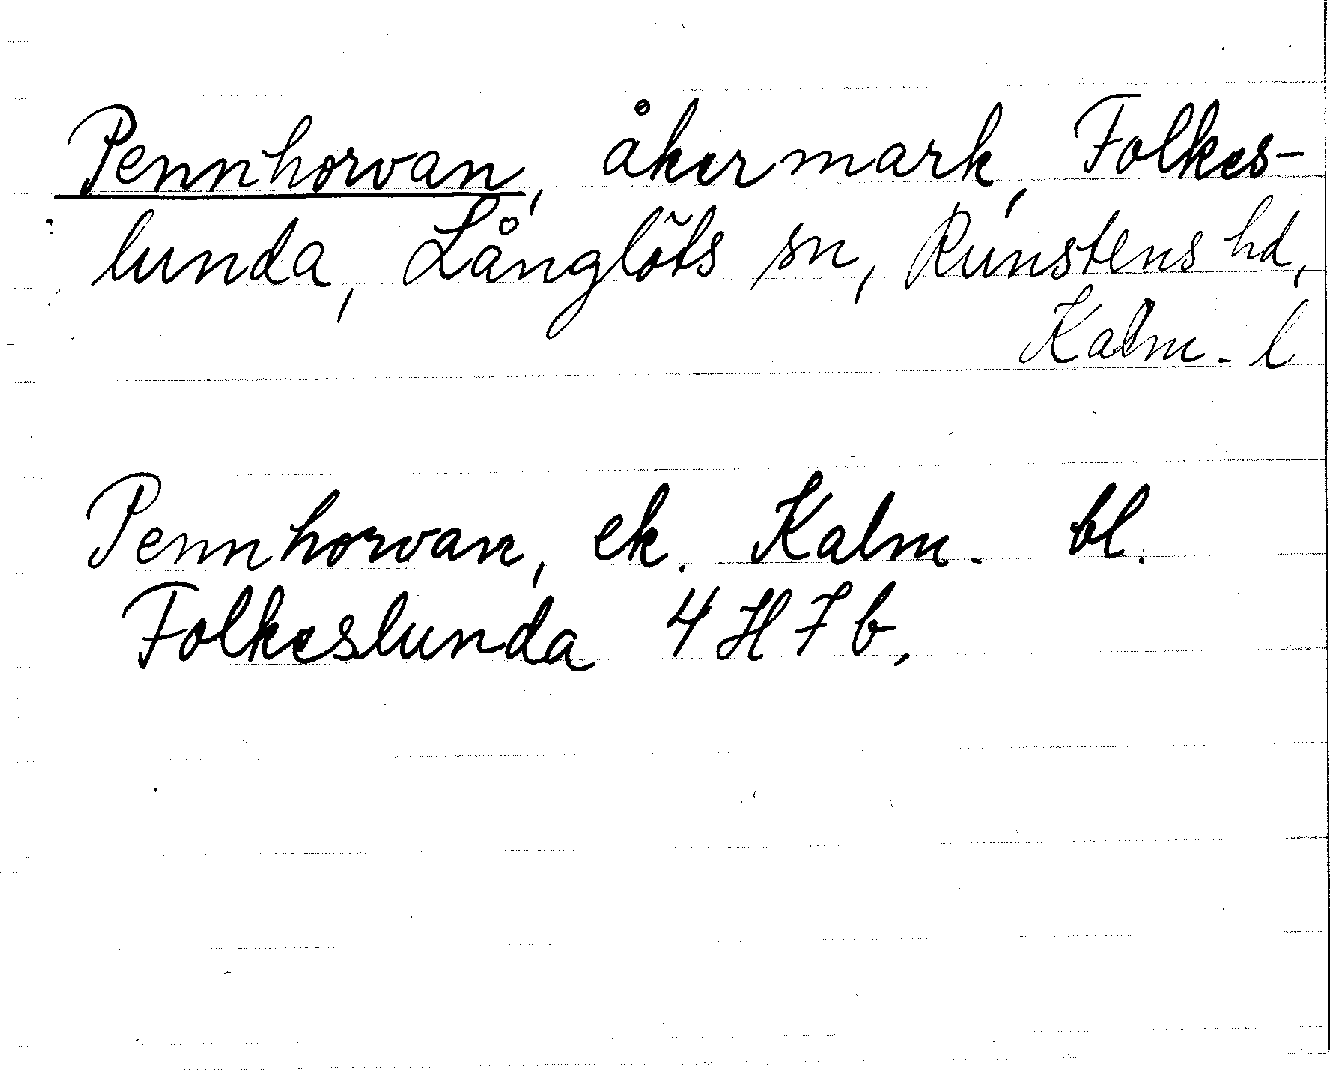 Pennhorvan, åkermark, Folkes-
lunda, Långlöts sn, Runstens hd,
Kalm. l
Pennhorvan, ek. Kalm. bl.
Folkeslunda 4 H 7 b.